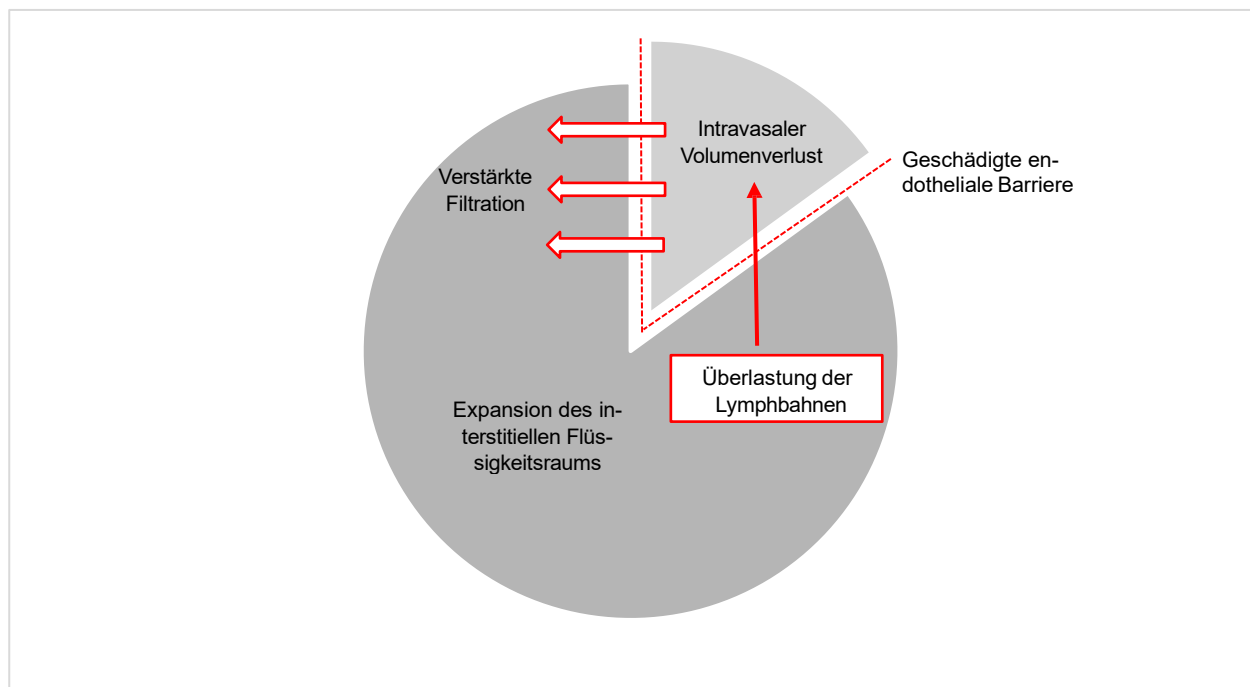 Intravasaler
Volumenverlust
Geschädigte en-
dotheliale Barriere
Verstärkte
Filtration
Überlastung der
Lymphbahnen
Expansion des in-
terstitiellen Flüs-
sigkeitsraums